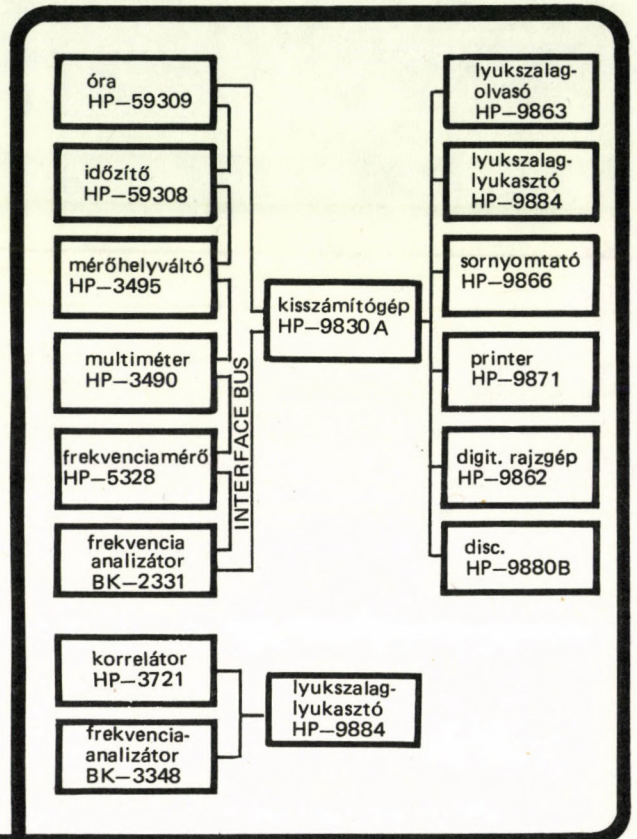 óra
HP–59309
időzítő
HP–59308
mérőhelyváltó
HP–3495
multiméter
HP–3490
frekvenciamérő
HP–5328
frekvencia
analizátor
BK–2331
INTERFACE BUS
kisszámítógép
HP–9830 A
lyukszalag-
olvasó
HP–9863
lyukszalag-
lyukasztó
HP–9884
sornyomtató
HP–9866
printer
HP–9871
digit. rajzgép
HP–9862
disc.
HP–9880B
korrelátor
HP–3721
frekvencia-
analizátor
BK–3348
lyukszalag-
lyukasztó
HP–9884